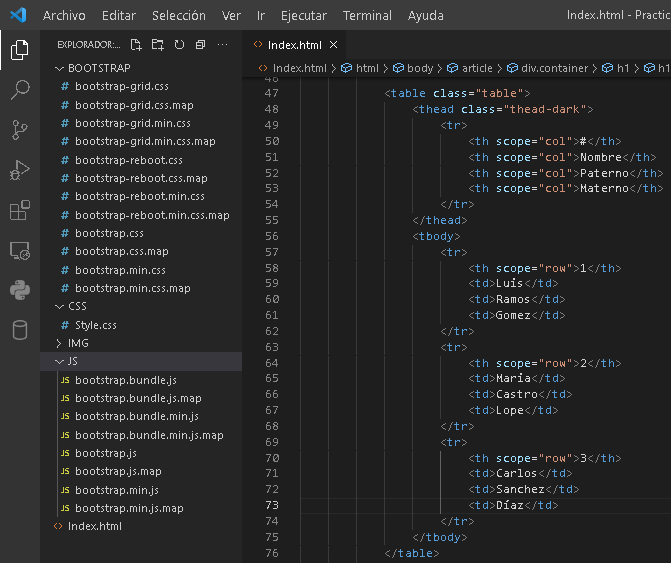 Archivo Editar Selección Ver Ir Ejecutar Terminal Ayuda Index.html - Practic
EXPLORADOR:... Index.html
Index.html > html > body > article > div.container > h1 > h1
BOOTSTRAP
bootstrap-grid.css
bootstrap-grid.css.map
bootstrap-grid.min.css
bootstrap-grid.min.css.map
bootstrap-reboot.css
bootstrap-reboot.css.map
bootstrap-reboot.min.css
bootstrap-reboot.min.css.map
bootstrap.css
bootstrap.css.map
bootstrap.min.css
bootstrap.min.css.map
CSS
Style.css
IMG
JS
bootstrap.bundle.js
bootstrap.bundle.js.map
bootstrap.bundle.min.js
bootstrap.bundle.min.js.map
bootstrap.js
bootstrap.js.map
bootstrap.min.js
bootstrap.min.js.map
Index.html
46
47 <table class="table">
48 <thead class="thead-dark">
49 <tr>
50 <th scope="col">#</th>
51 <th scope="col">Nombre</th>
52 <th scope="col">Paterno</th>
53 <th scope="col">Materno</th>
54 </tr>
55 </thead>
56 <tbody>
57 <tr>
58 <th scope="row">1</th>
59 <td>Luis</td>
60 <td>Ramos</td>
61 <td>Gomez</td>
62 </tr>
63 <tr>
64 <th scope="row">2</th>
65 <td>Maria</td>
66 <td>Castro</td>
67 <td>Lope</td>
68 </tr>
69 <tr>
70 <th scope="row">3</th>
71 <td>Carlos</td>
72 <td>Sanchez</td>
73 <td>Díaz</td>
74 </tr>
75 </tbody>
76 </table>